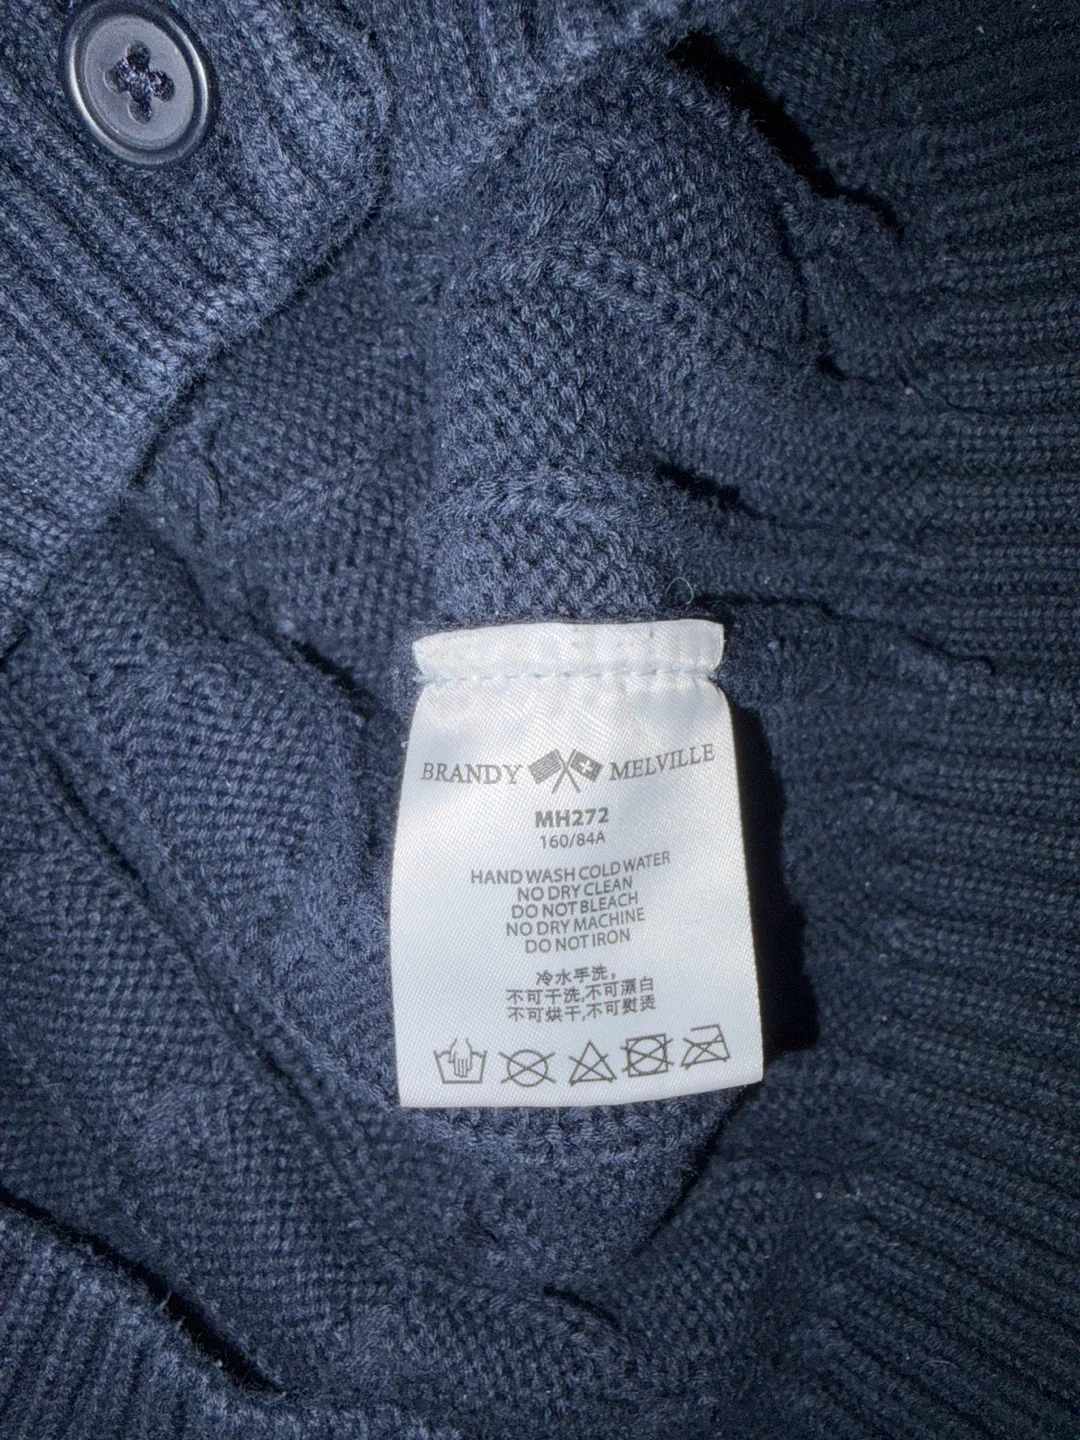 BRANDY MELVILLE
MH272
160/84A
HAND WASH COLD WATER
NO DRY CLEAN
DO NOT BLEACH
NO DRY MACHINE
DO NOT IRON
冷水手洗，
不可干洗,不可漂白
不可烘干,不可熨烫